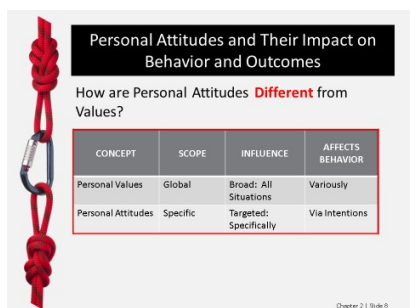 Personal Attitudes and Their Impact on
Behavior and Outcomes
How are Personal Attitudes Different from
Values?
CONCEPT SCOPE INFLUENCE AFFECTS BEHAVIOR
Personal Values Global Broad: All Situations Variously
Personal Attitudes Specific Targeted: Specifically Via Intentions
Chapter 2 | Slide 8